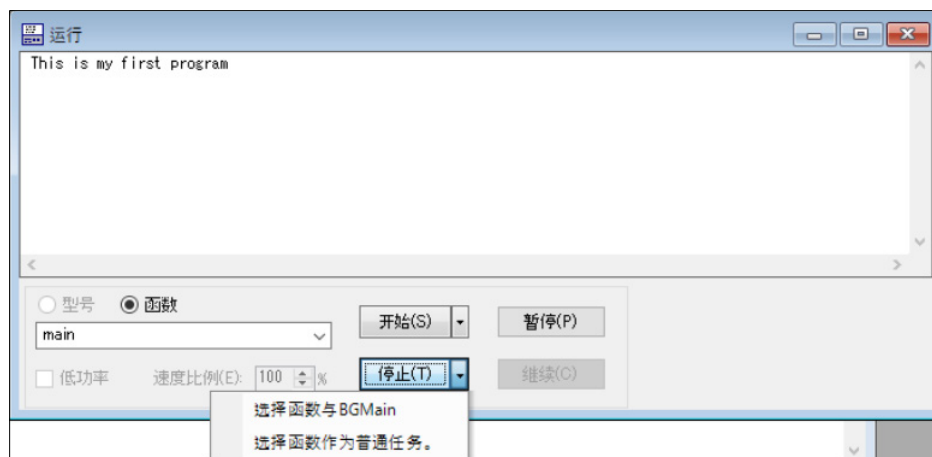 运行
This is my first program
型号 函数
main
开始(S) 暂停(P)
低功率 速度比例(E): 100 %
停止(T) 继续(C)
选择函数与BGMain
选择函数作为普通任务。